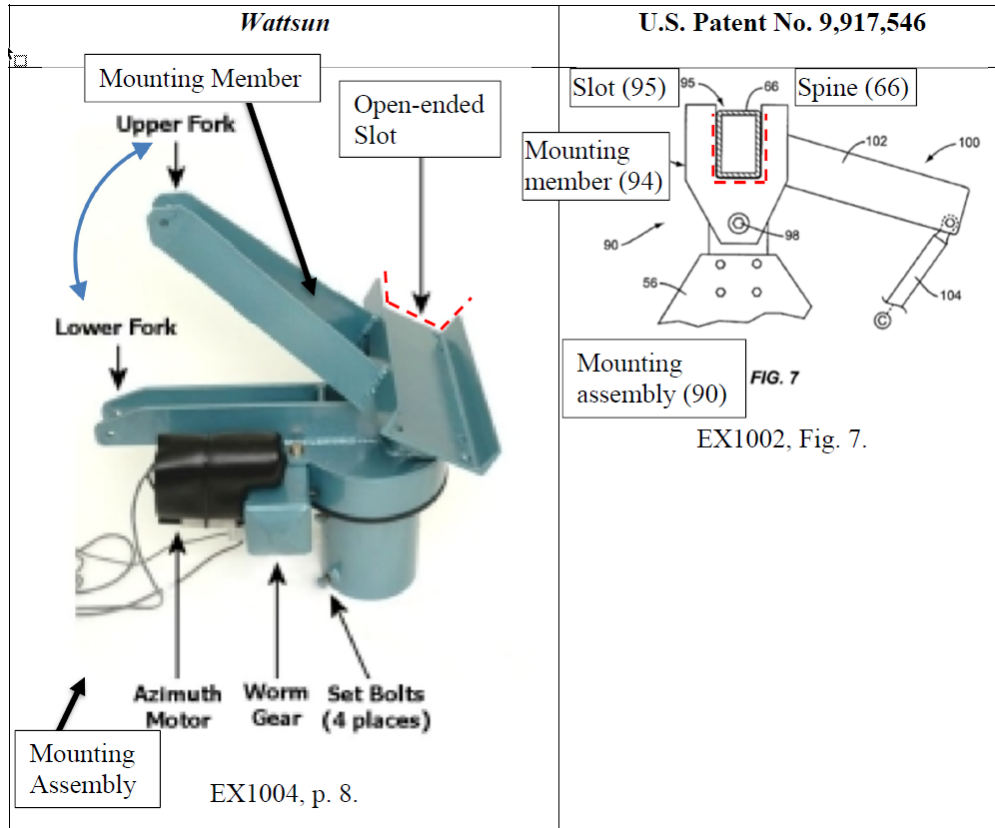 Wattsun
U.S. Patent No. 9,917,546
Mounting Member
Upper Fork
Open-ended
Slot
Lower Fork
Azimuth
Motor
Worm
Gear
Set Bolts
(4 places)
Mounting
Assembly
EX1004, p. 8.
Slot (95)
95
66
Spine (66)
Mounting
member (94)
102
100
90
98
56
104
C
Mounting
assembly (90)
FIG. 7
EX1002, Fig. 7.